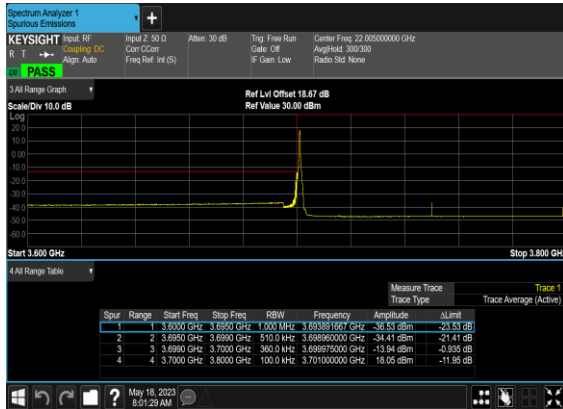 Spectrum Analyzer 1
Spurious Emissions
+
KEYSIGHT Input: RF Input Z: 50 Ω Atten: 30 dB Trig: Free Run Center Freq: 22.005000000 GHz
R T Coupling: DC Corr CCorr Gate: Off Avg|Hold: 300/300
Align: Auto Freq Ref: Int (S) IF Gain: Low Radio Std: None
LU PASS
3 All Range Graph
Ref Lvl Offset 18.67 dB
Scale/Div 10.0 dB Ref Value 30.00 dBm
Log
20.0
10.0
0.00
-10.0
-20.0
-30.0
-40.0
-50.0
-60.0
Start 3.600 GHz Stop 3.800 GHz
4 All Range Table
Measure Trace Trace 1
Trace Type Trace Average (Active)
Spur Range Start Freq Stop Freq RBW Frequency Amplitude ΔLimit
1 1 3.6000 GHz 3.6950 GHz 1.000 MHz 3.693891667 GHz -36.53 dBm -23.53 dB
2 2 3.6950 GHz 3.6990 GHz 510.0 kHz 3.698960000 GHz -34.41 dBm -21.41 dB
3 3 3.6990 GHz 3.7000 GHz 360.0 kHz 3.699975000 GHz -13.94 dBm -0.935 dB
4 4 3.7000 GHz 3.8000 GHz 100.0 kHz 3.701000000 GHz 18.05 dBm -11.95 dB
? May 18, 2023
8:01:29 AM